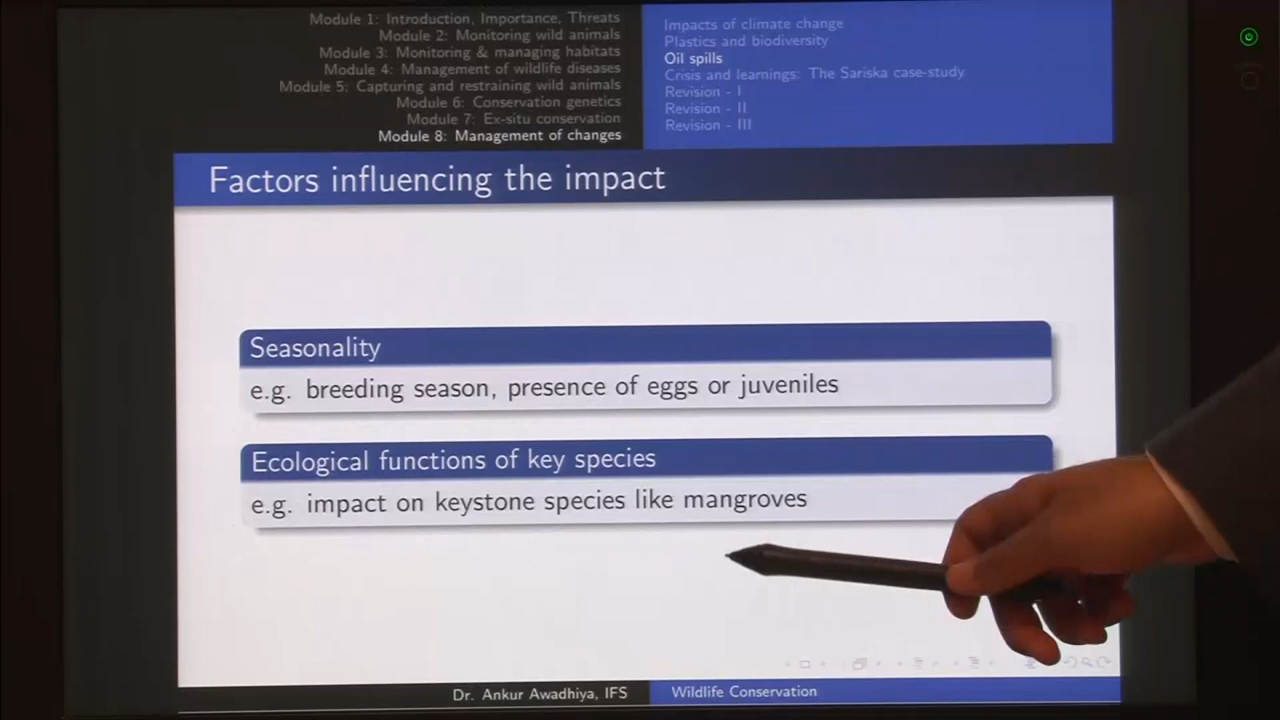 Module 1: Introduction, Importance, Threats
Module 2: Monitoring wild animals
Module 3: Monitoring & managing habitats
Module 4: Management of wildlife diseases
Module 5: Capturing and restraining wild animals
Module 6: Conservation genetics
Module 7: Ex-situ conservation
Module 8: Management of changes
Impacts of climate change
Plastics and biodiversity
Oil spills
Crisis and learnings: The Sariska case-study
Revision - I
Revision - II
Revision - III
Factors influencing the impact
Seasonality
e.g. breeding season, presence of eggs or juveniles
Ecological functions of key species
e.g. impact on keystone species like mangroves
Dr. Ankur Awadhiya, IFS
Wildlife Conservation